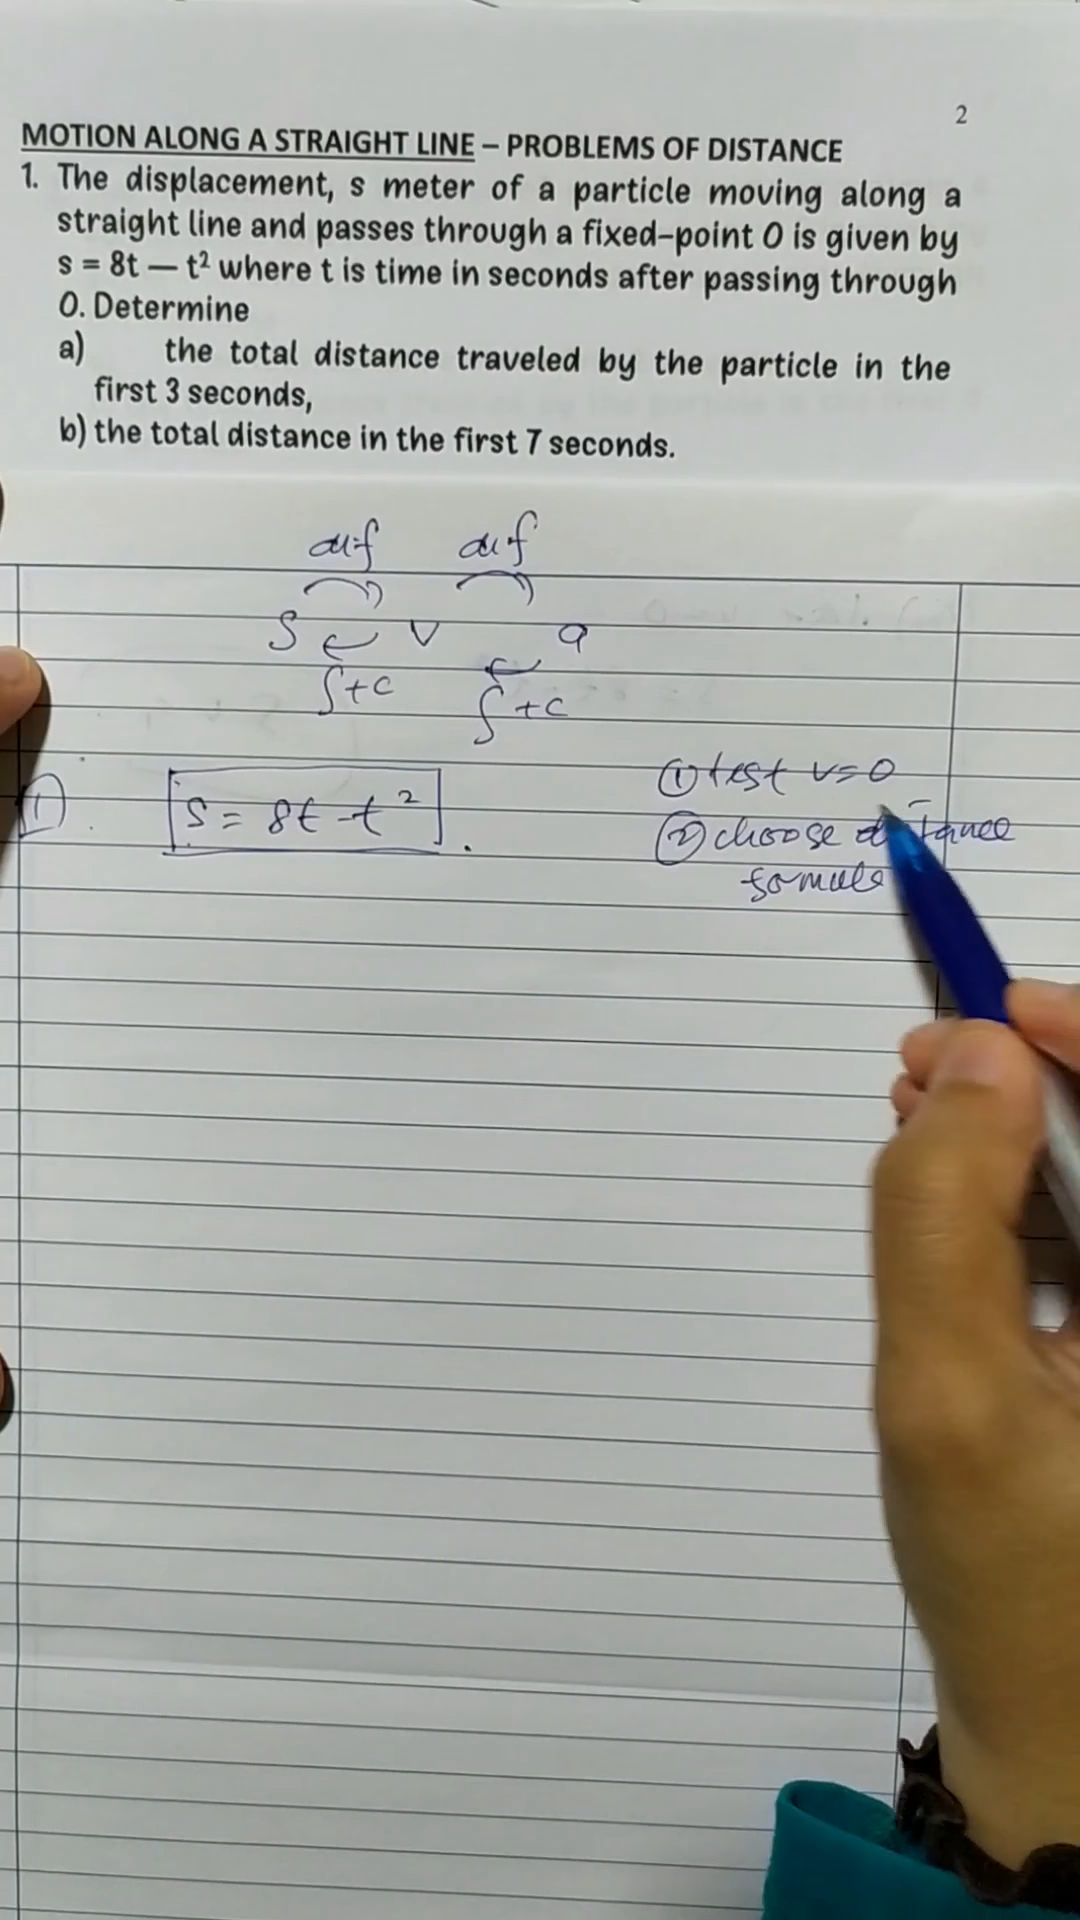 2
MOTION ALONG A STRAIGHT LINE – PROBLEMS OF DISTANCE
1. The displacement, s meter of a particle moving along a
straight line and passes through a fixed-point O is given by
s = 8t — t² where t is time in seconds after passing through
O. Determine
a) the total distance traveled by the particle in the
first 3 seconds,
b) the total distance in the first 7 seconds.
dif dif
S V a
∫+c ∫+c
① S = 8t - t² .
① test v=0
② choose
formula